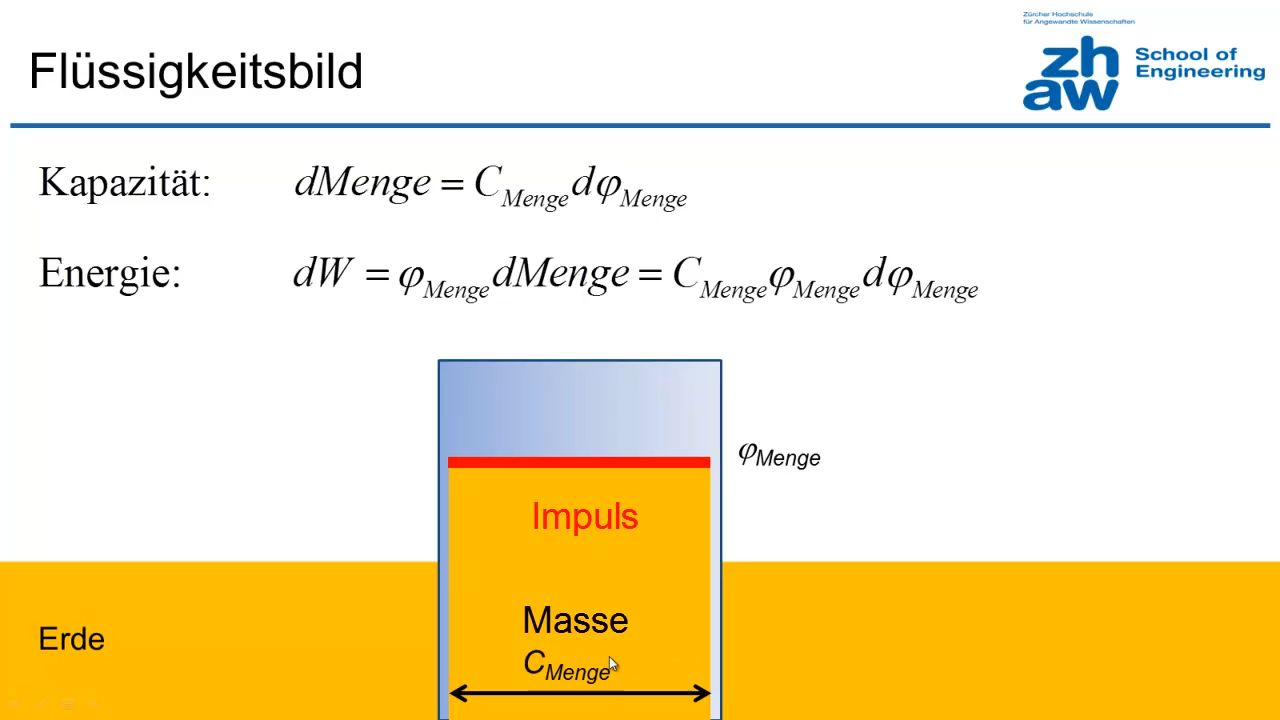 Zürcher Hochschule
für Angewandte Wissenschaften
Flüssigkeitsbild
zh
aw
School of
Engineering
Kapazität: dMenge = C_Menge dφ_Menge
Energie: dW = φ_Menge dMenge = C_Menge φ_Menge dφ_Menge
φ_Menge
Impuls
Masse
Erde
C_Menge